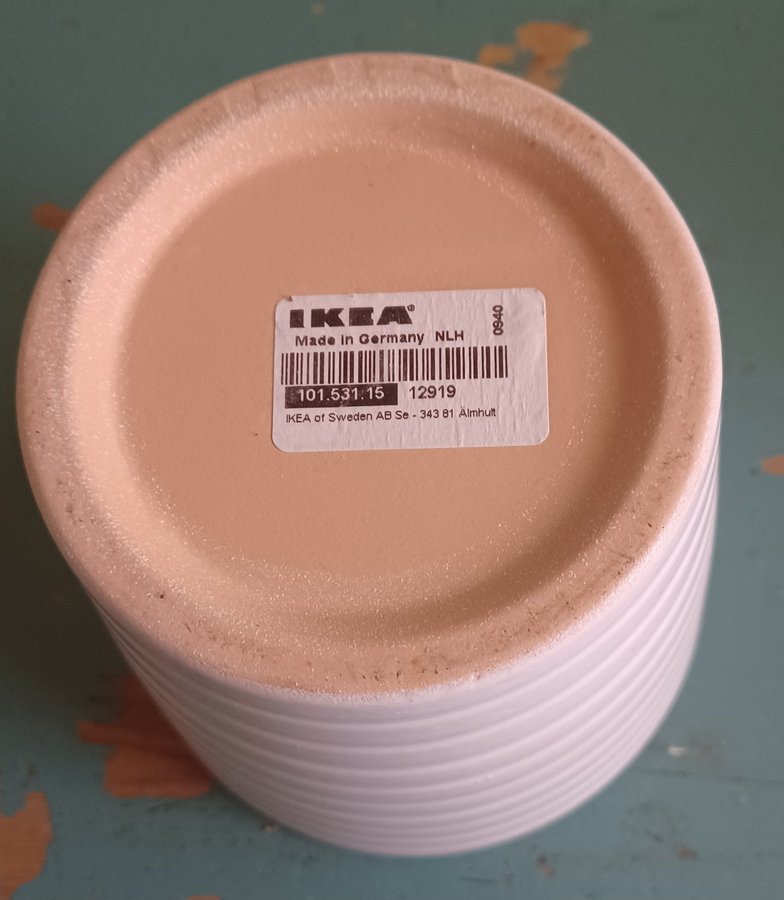 IKEA®
0940
Made in Germany NLH
101.531.15 12919
IKEA of Sweden AB Se - 343 81 Älmhult